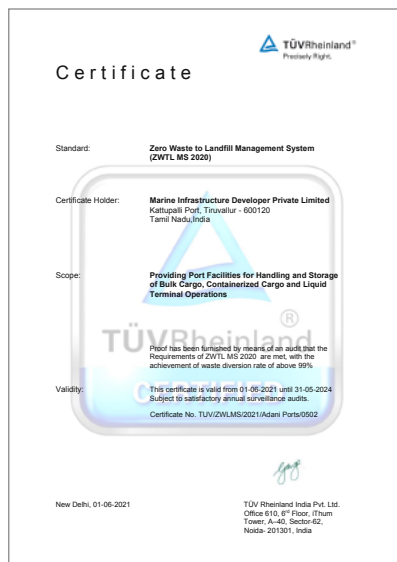 TÜVRheinland®
Precisely Right.
Certificate
Standard: Zero Waste to Landfill Management System
(ZWTL MS 2020)
Certificate Holder: Marine Infrastructure Developer Private Limited
Kattupalli Port, Tiruvallur - 600120
Tamil Nadu,India
Scope: Providing Port Facilities for Handling and Storage
of Bulk Cargo, Containerized Cargo and Liquid
Terminal Operations
TÜVRheinland®
CERTIFIED
Proof has been furnished by means of an audit that the
Requirements of ZWTL MS 2020 are met, with the
achievement of waste diversion rate of above 99%
Validity: This certificate is valid from 01-06-2021 until 31-05-2024
Subject to satisfactory annual surveillance audits.
Certificate No. TUV/ZWLMS/2021/Adani Ports/0502
New Delhi, 01-06-2021
TÜV Rheinland India Pvt. Ltd.
Office 610, 6th Floor, iThum
Tower, A–40, Sector-62,
Noida- 201301, India